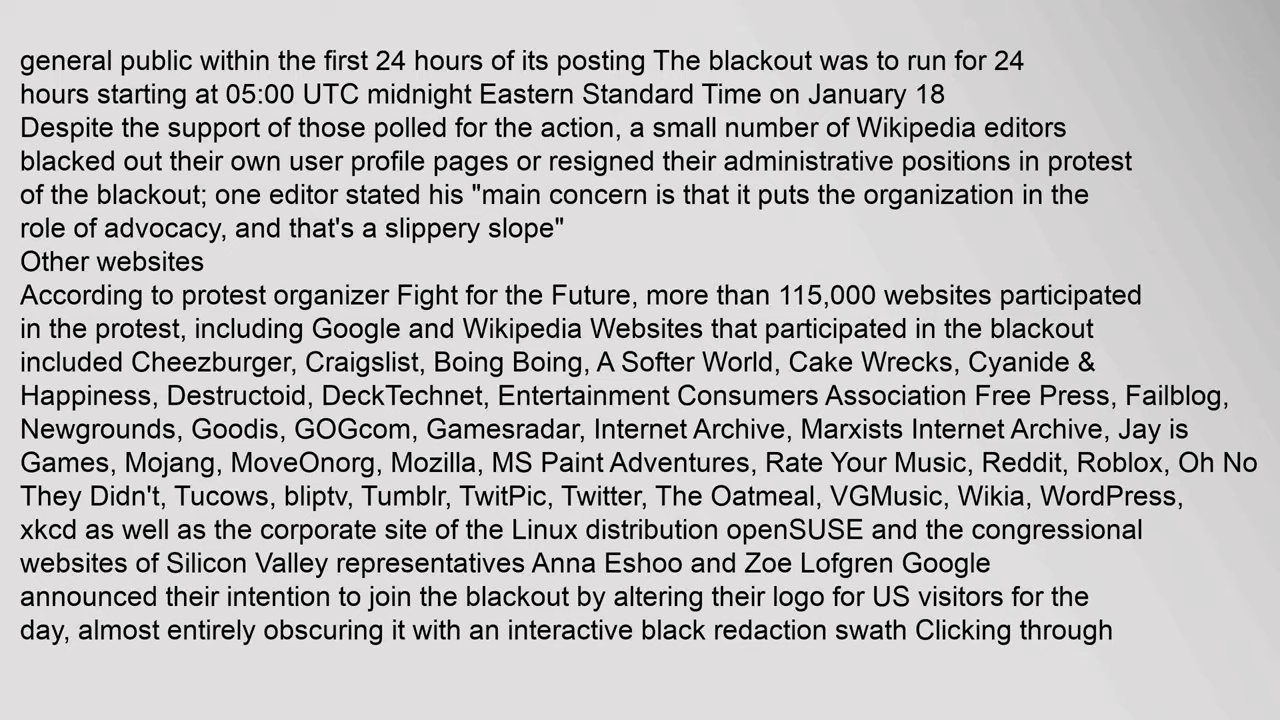 general public within the first 24 hours of its posting The blackout was to run for 24
hours starting at 05:00 UTC midnight Eastern Standard Time on January 18
Despite the support of those polled for the action, a small number of Wikipedia editors
blacked out their own user profile pages or resigned their administrative positions in protest
of the blackout; one editor stated his "main concern is that it puts the organization in the
role of advocacy, and that's a slippery slope"
Other websites
According to protest organizer Fight for the Future, more than 115,000 websites participated
in the protest, including Google and Wikipedia Websites that participated in the blackout
included Cheezburger, Craigslist, Boing Boing, A Softer World, Cake Wrecks, Cyanide &
Happiness, Destructoid, DeckTechnet, Entertainment Consumers Association Free Press, Failblog,
Newgrounds, Goodis, GOGcom, Gamesradar, Internet Archive, Marxists Internet Archive, Jay is
Games, Mojang, MoveOnorg, Mozilla, MS Paint Adventures, Rate Your Music, Reddit, Roblox, Oh No
They Didn't, Tucows, bliptv, Tumblr, TwitPic, Twitter, The Oatmeal, VGMusic, Wikia, WordPress,
xkcd as well as the corporate site of the Linux distribution openSUSE and the congressional
websites of Silicon Valley representatives Anna Eshoo and Zoe Lofgren Google
announced their intention to join the blackout by altering their logo for US visitors for the
day, almost entirely obscuring it with an interactive black redaction swath Clicking through